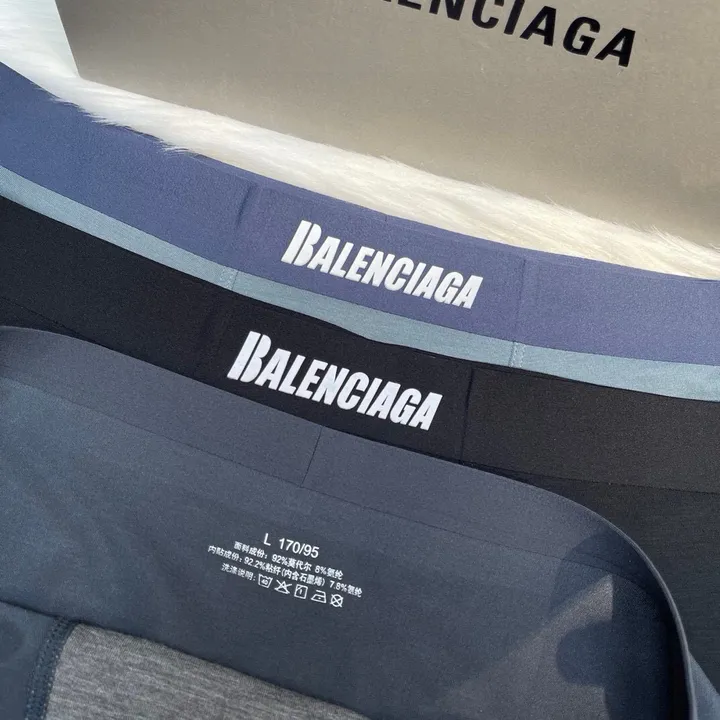 ENCIAGA
BALENCIAGA
BALENCIAGA
L 170/95
面料成份：92%莫代尔 8%氨纶
内贴成份：92.2%粘纤(内含石墨烯) 7.8%氨纶
洗涤说明：